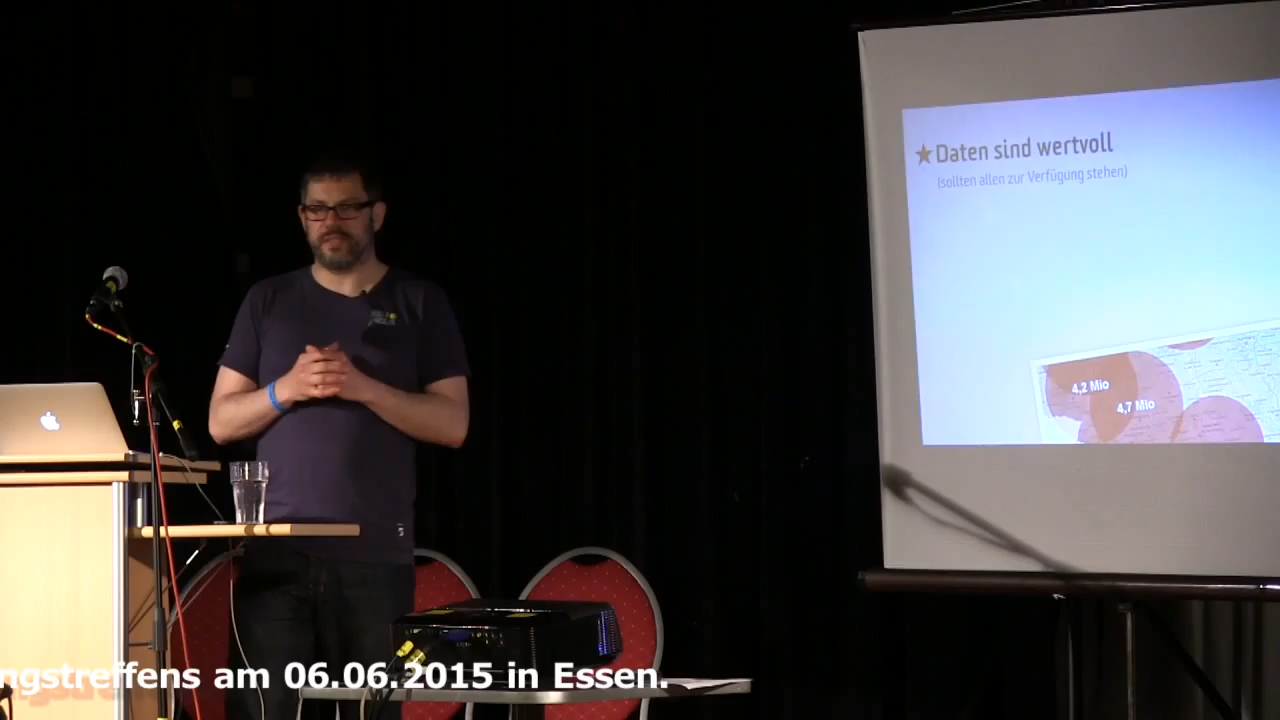 ★Daten sind wertvoll
(sollten allen zur Verfügung stehen)
4,2 Mio
4,7 Mio
ngstreffens am 06.06.2015 in Essen.